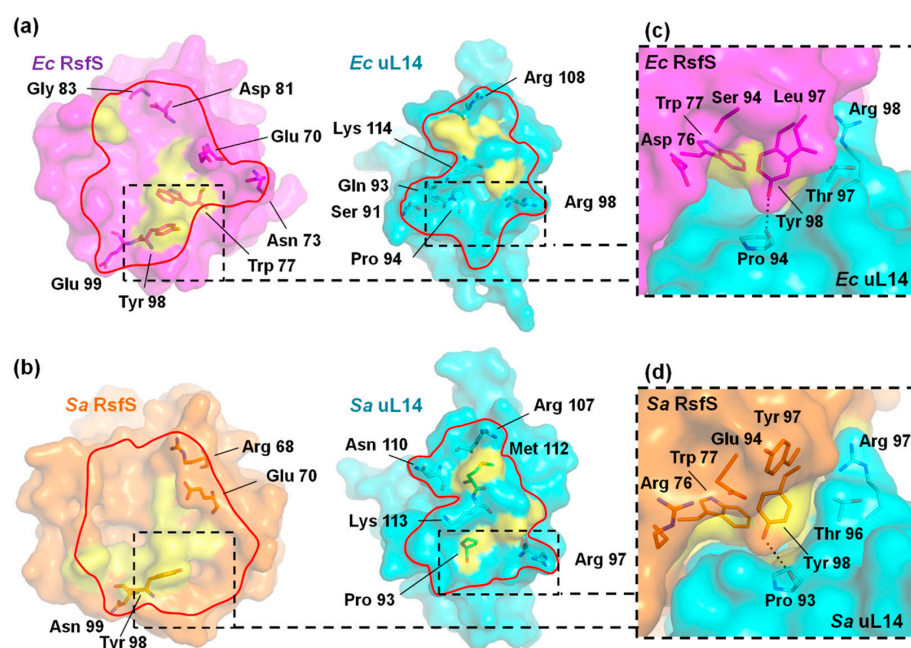 (a)
Ec RsfS
Gly 83
Asp 81
Glu 70
Asn 73
Trp 77
Tyr 98
Glu 99
Ec uL14
Arg 108
Lys 114
Gln 93
Ser 91
Arg 98
Pro 94
(c)
Ec RsfS
Trp 77
Ser 94
Leu 97
Arg 98
Asp 76
Thr 97
Tyr 98
Pro 94
Ec uL14
(b)
Sa RsfS
Arg 68
Glu 70
Asn 99
Tyr 98
Sa uL14
Arg 107
Asn 110
Met 112
Lys 113
Arg 97
Pro 93
(d)
Sa RsfS
Tyr 97
Glu 94
Trp 77
Arg 97
Arg 76
Thr 96
Tyr 98
Pro 93
Sa uL14